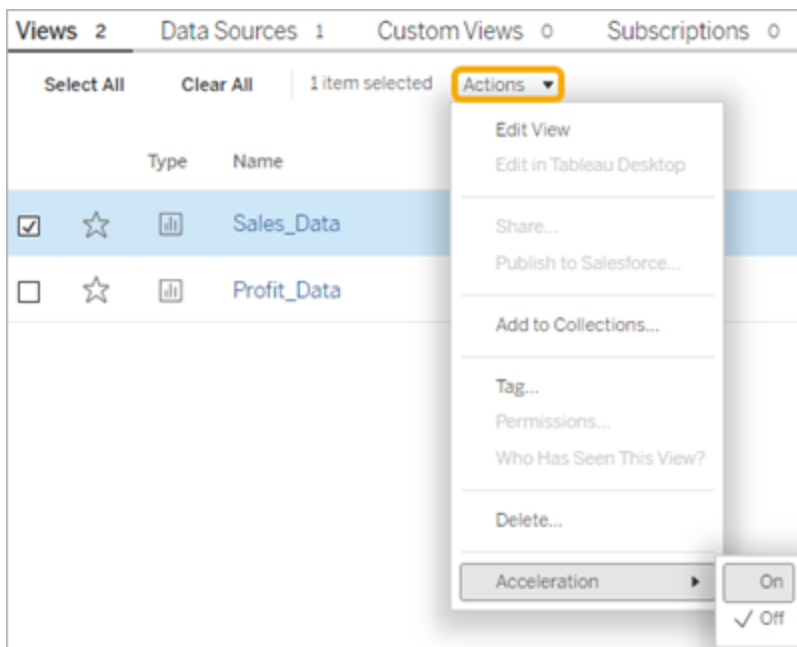 Views 2 Data Sources 1 Custom Views 0 Subscriptions 0
Select All Clear All 1 item selected Actions
Type Name
Sales_Data
Profit_Data
Edit View
Edit in Tableau Desktop
Share...
Publish to Salesforce...
Add to Collections...
Tag...
Permissions...
Who Has Seen This View?
Delete...
Acceleration
On
Off